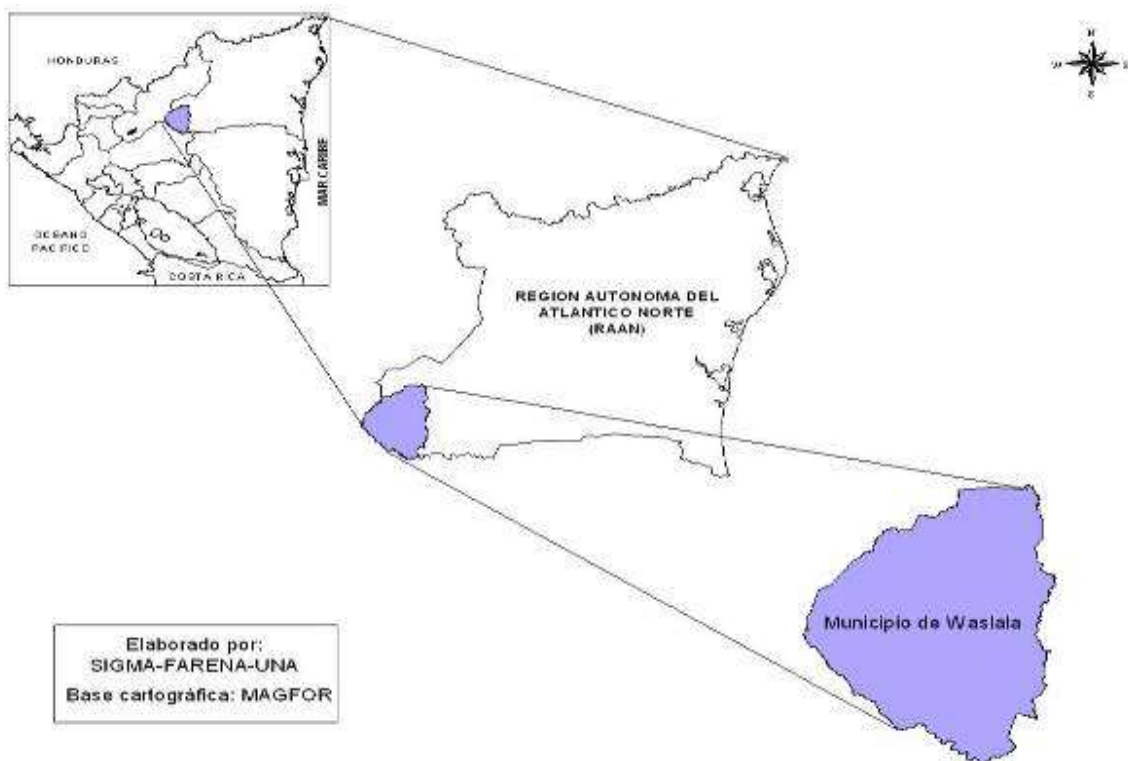 HONDURAS
MAR CARIBE
OCEANO
PACIFICO
COSTA RICA
N
W
S
REGION AUTONOMA DEL
ATLANTICO NORTE
(RAAN)
Municipio de Waslala
Elaborado por:
SIGMA-FARENA-UNA
Base cartográfica: MAGFOR